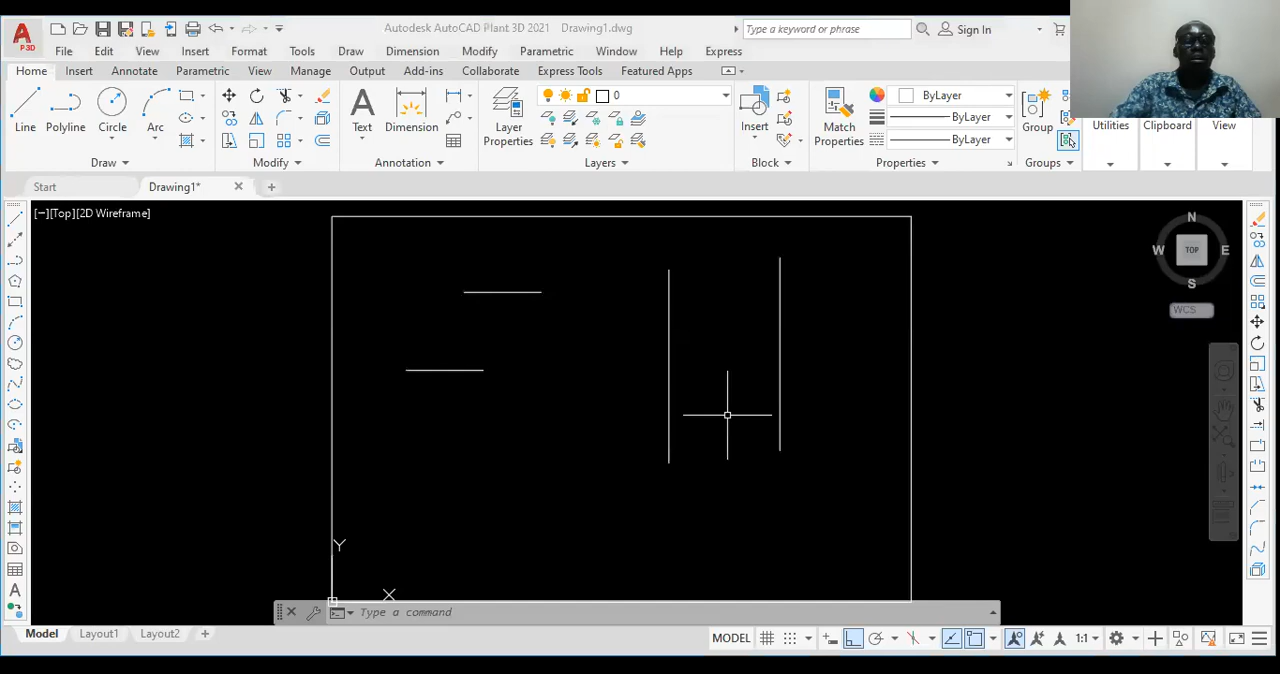 Autodesk AutoCAD Plant 3D 2021 Drawing1.dwg
Type a keyword or phrase
Sign In
P3D
File Edit View Insert Format Tools Draw Dimension Modify Parametric Window Help Express
Home Insert Annotate Parametric View Manage Output Add-ins Collaborate Express Tools Featured Apps
0
ByLayer
ByLayer
ByLayer
Line Polyline Circle Arc
Text Dimension
Layer
Properties
Insert
Match
Properties
Group
Utilities Clipboard View
Draw Modify Annotation Layers Block Properties Groups
Start Drawing1*
[−][Top][2D Wireframe]
N
W TOP E
S
WCS
Y
X
Type a command
Model Layout1 Layout2
MODEL
1:1